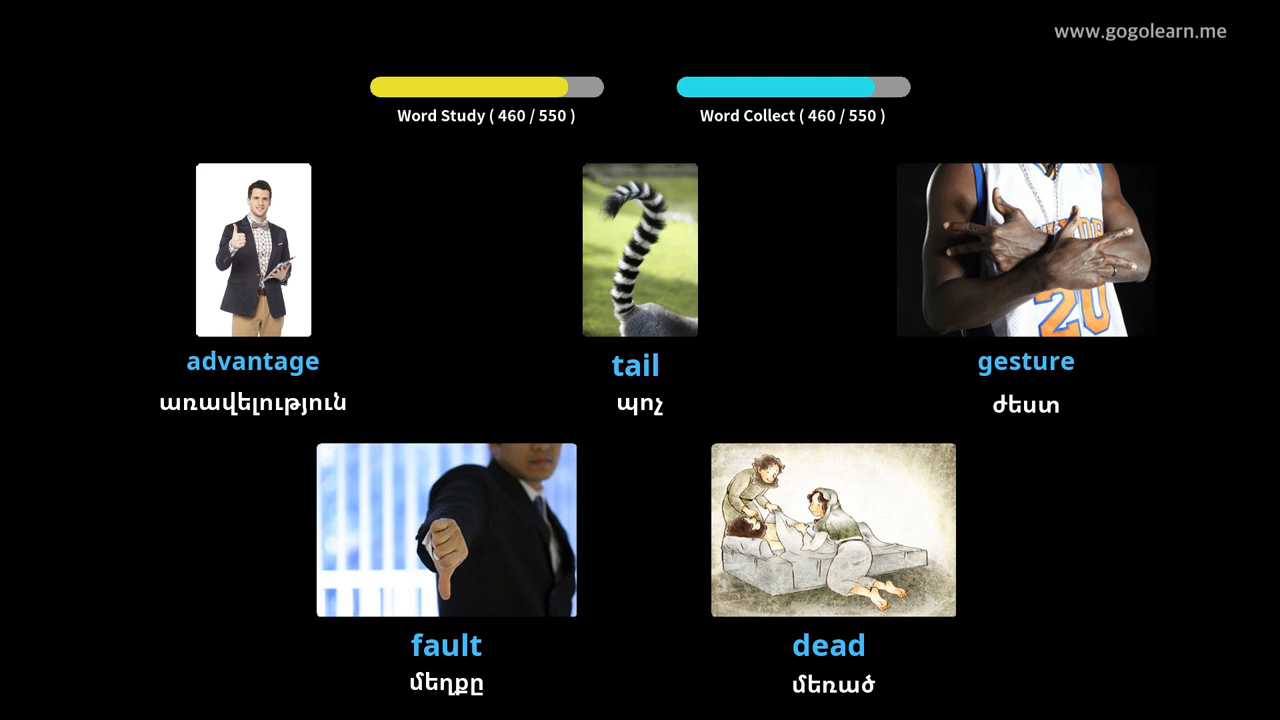 www.gogolearn.me
Word Study ( 460 / 550 )
Word Collect ( 460 / 550 )
advantage
առավելություն
tail
պոչ
gesture
ժեստ
20
fault
մեղքը
dead
մեռած